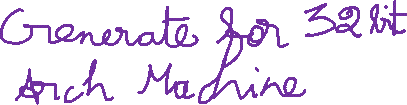 Generate for 32 bit
Arch Machine